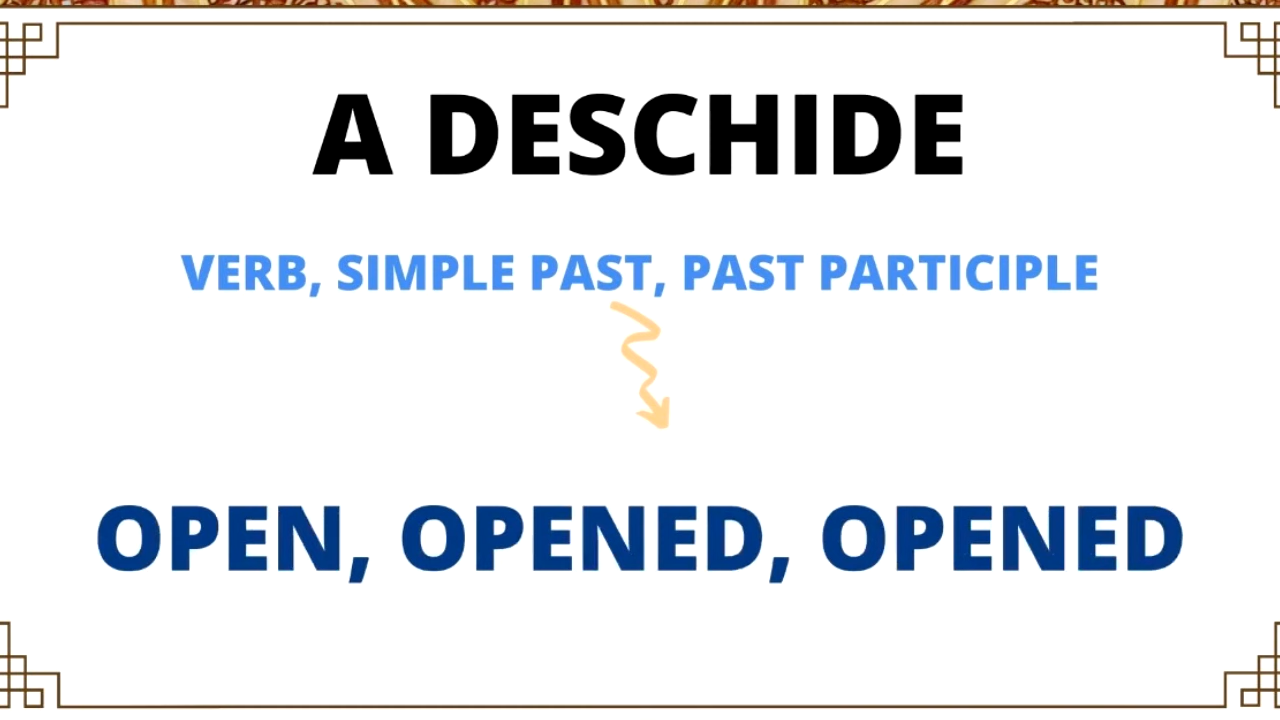 A DESCHIDE
VERB, SIMPLE PAST, PAST PARTICIPLE
OPEN, OPENED, OPENED